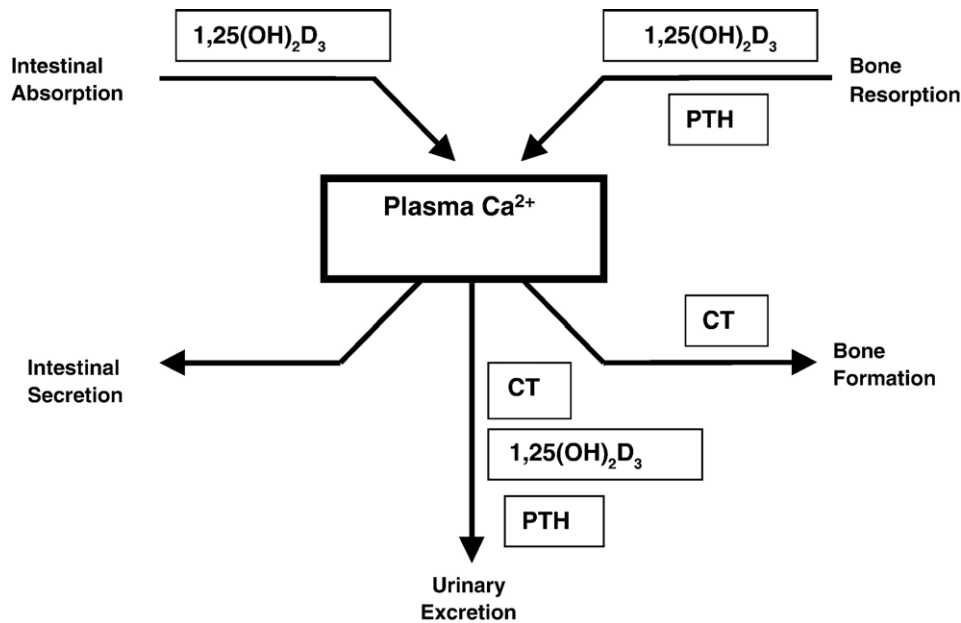 1,25(OH)₂D₃
1,25(OH)₂D₃
Intestinal
Absorption
Bone
Resorption
PTH
Plasma Ca²⁺
CT
Intestinal
Secretion
Bone
Formation
CT
1,25(OH)₂D₃
PTH
Urinary
Excretion